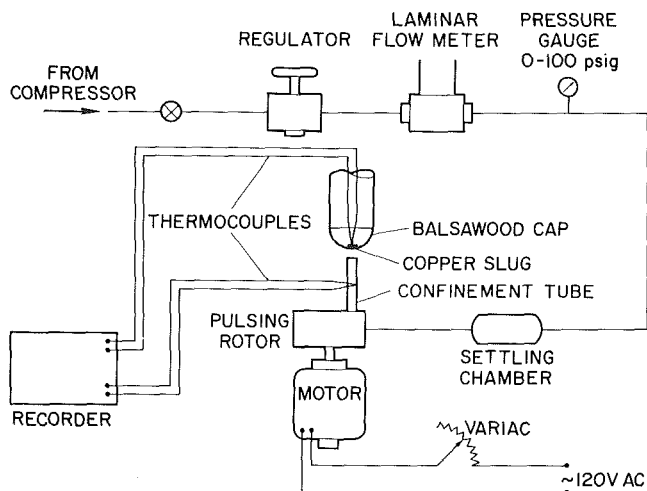 LAMINAR
FLOW METER
PRESSURE
GAUGE
0-100 psig
REGULATOR
FROM
COMPRESSOR
THERMOCOUPLES
BALSAWOOD CAP
COPPER SLUG
CONFINEMENT TUBE
PULSING
ROTOR
SETTLING
CHAMBER
MOTOR
RECORDER
VARIAC
~120V AC